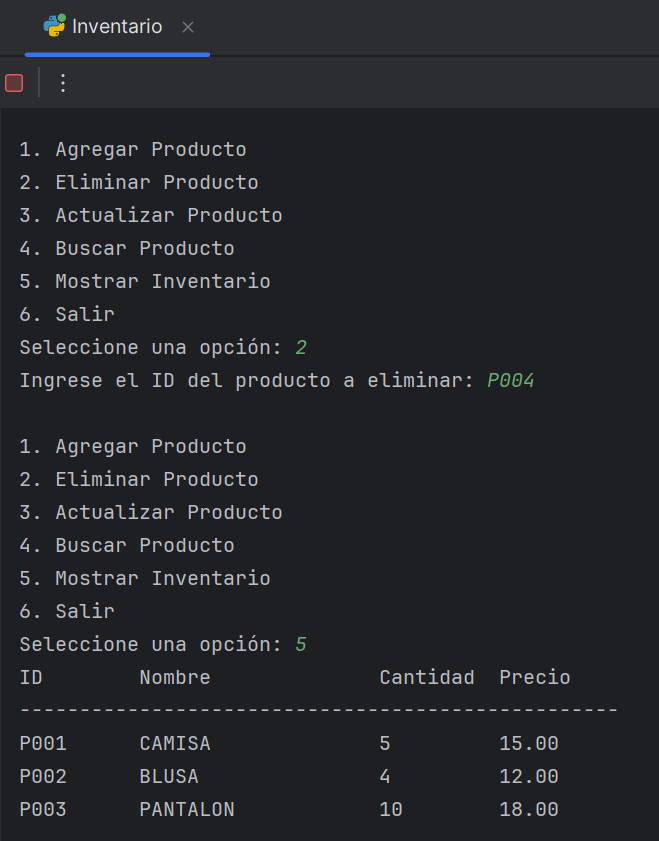 Inventario
1. Agregar Producto
2. Eliminar Producto
3. Actualizar Producto
4. Buscar Producto
5. Mostrar Inventario
6. Salir
Seleccione una opción: 2
Ingrese el ID del producto a eliminar: P004
1. Agregar Producto
2. Eliminar Producto
3. Actualizar Producto
4. Buscar Producto
5. Mostrar Inventario
6. Salir
Seleccione una opción: 5
ID        Nombre              Cantidad  Precio
--------------------------------------------------
P001      CAMISA              5         15.00
P002      BLUSA               4         12.00
P003      PANTALON            10        18.00